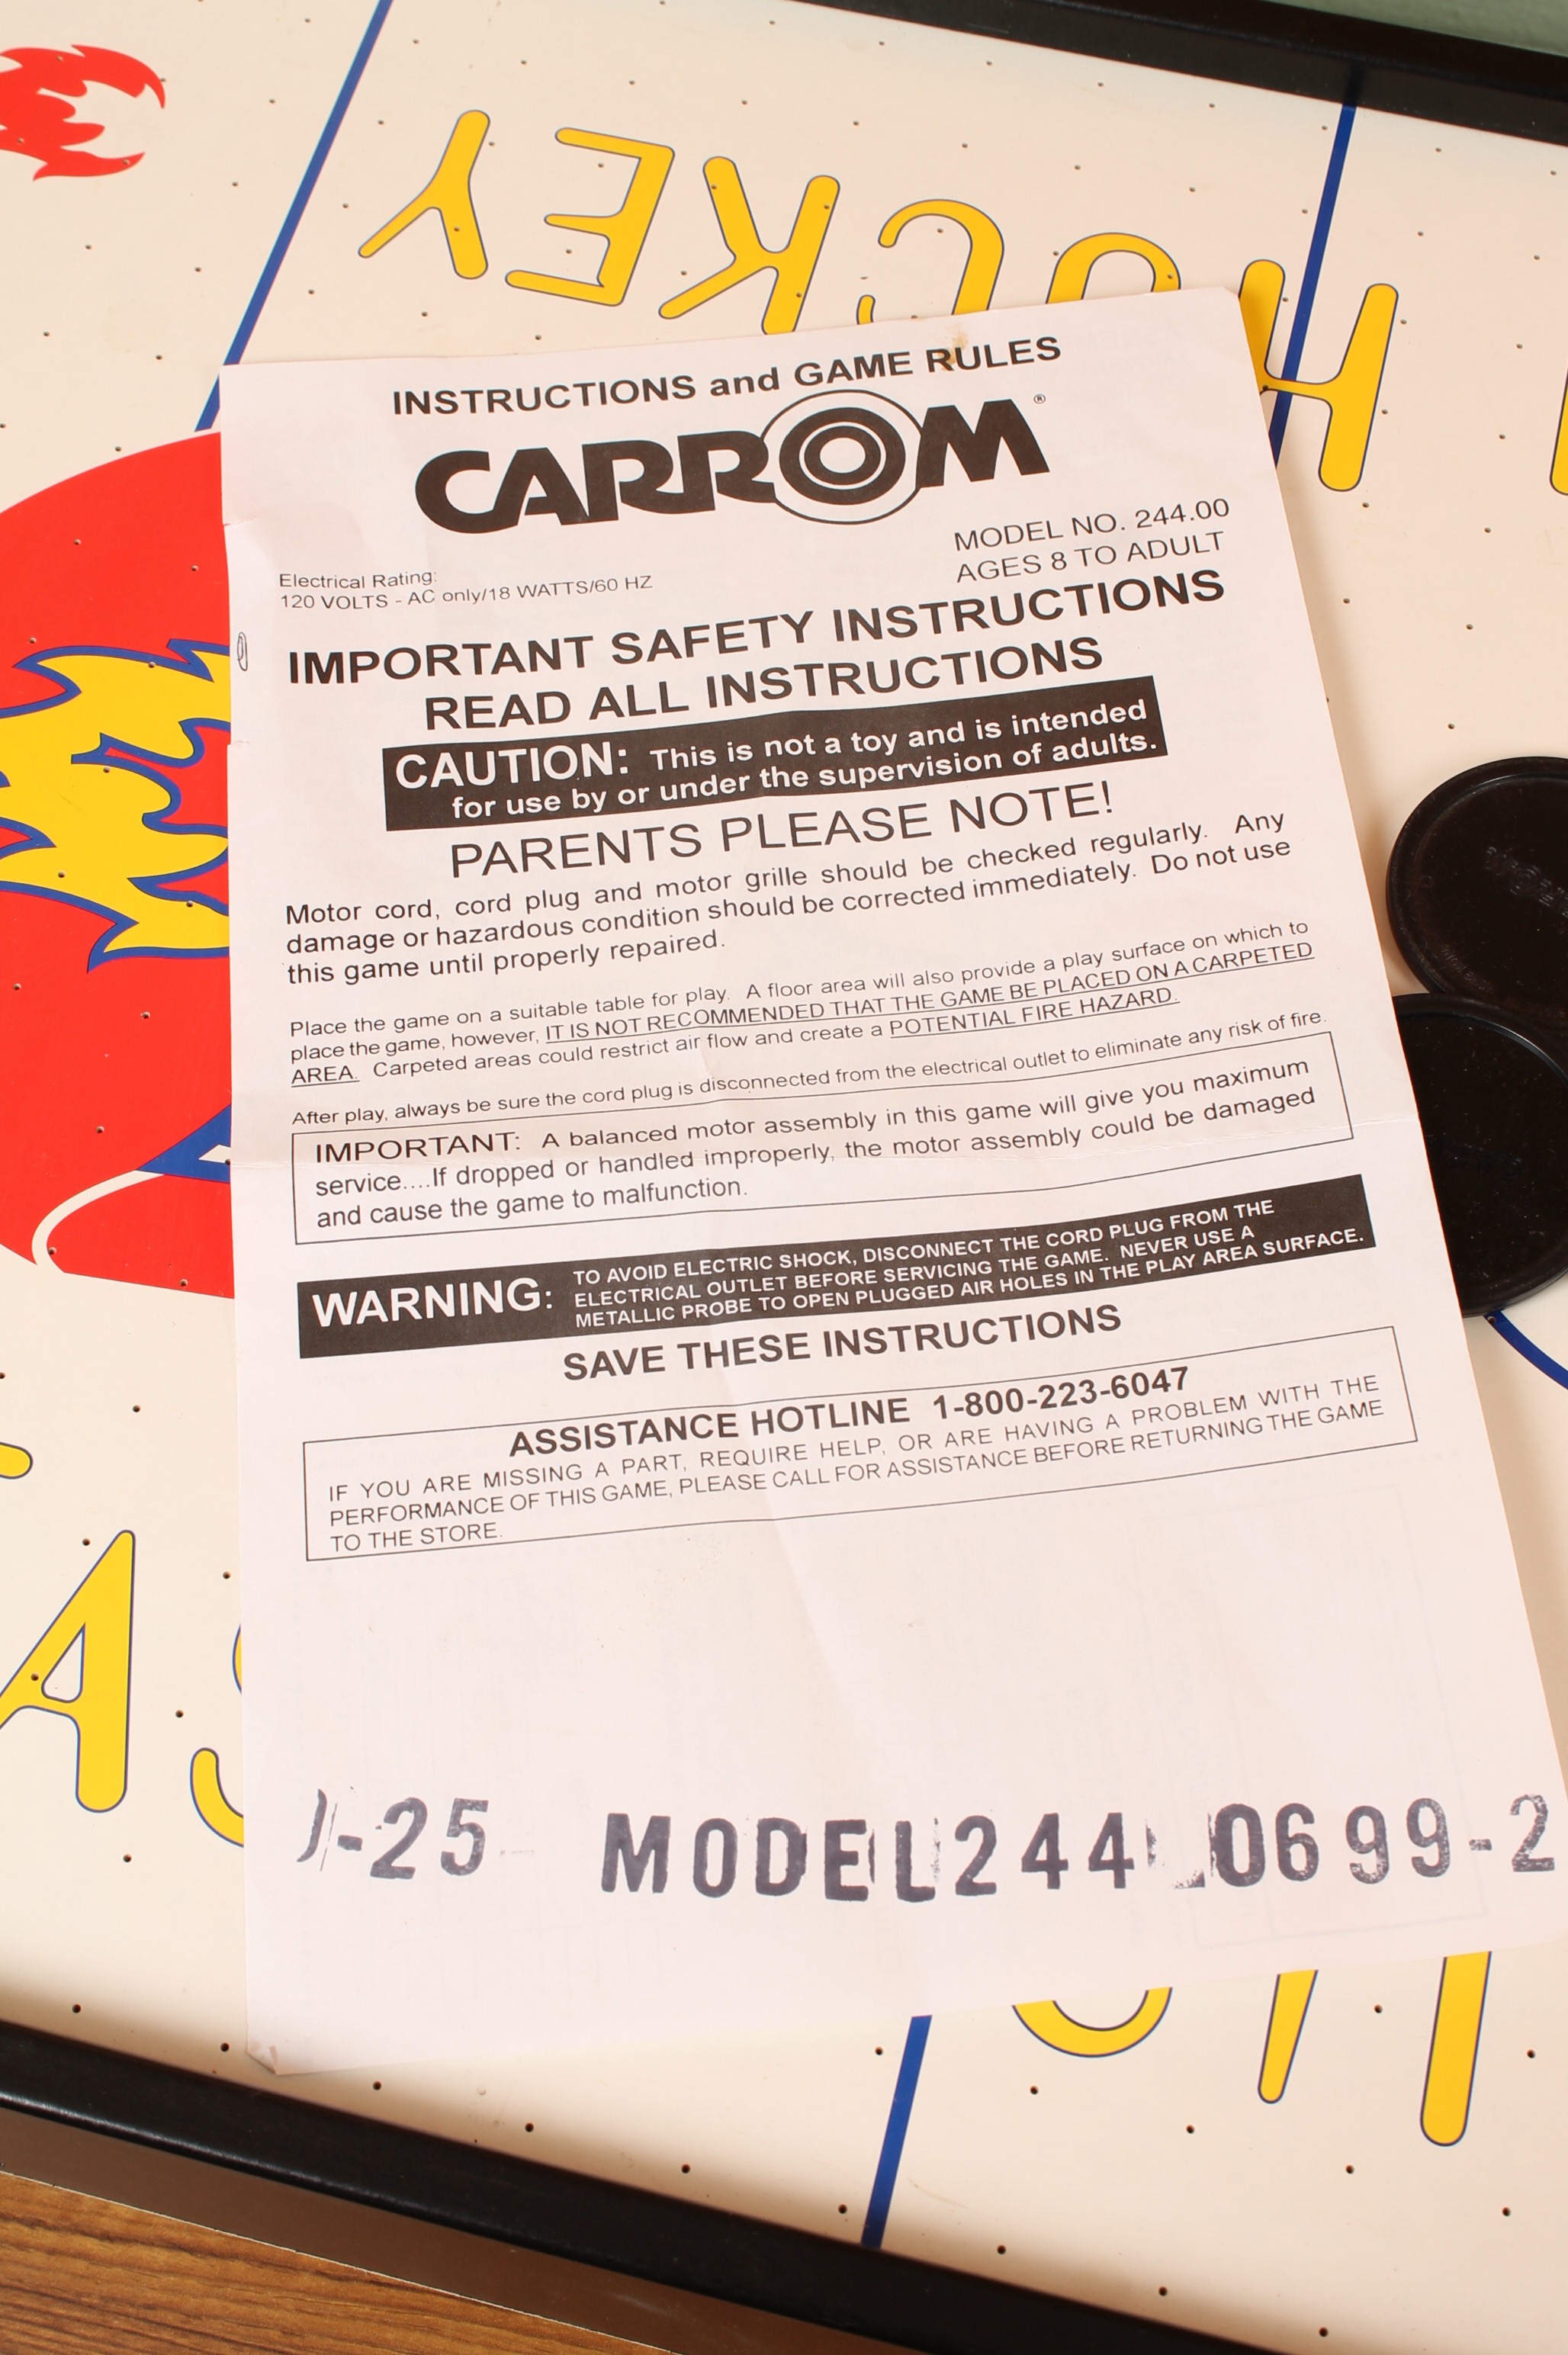 HOCKEY
INSTRUCTIONS and GAME RULES
CARROM®
MODEL NO. 244.00
AGES 8 TO ADULT
Electrical Rating:
120 VOLTS - AC only/18 WATTS/60 HZ
IMPORTANT SAFETY INSTRUCTIONS
READ ALL INSTRUCTIONS
CAUTION: This is not a toy and is intended
for use by or under the supervision of adults.
PARENTS PLEASE NOTE!
Motor cord, cord plug and motor grille should be checked regularly. Any
damage or hazardous condition should be corrected immediately. Do not use
this game until properly repaired.
Place the game on a suitable table for play. A floor area will also provide a play surface on which to
place the game, however, IT IS NOT RECOMMENDED THAT THE GAME BE PLACED ON A CARPETED
AREA. Carpeted areas could restrict air flow and create a POTENTIAL FIRE HAZARD.
After play, always be sure the cord plug is disconnected from the electrical outlet to eliminate any risk of fire.
IMPORTANT: A balanced motor assembly in this game will give you maximum
service....If dropped or handled improperly, the motor assembly could be damaged
and cause the game to malfunction.
WARNING: TO AVOID ELECTRIC SHOCK, DISCONNECT THE CORD PLUG FROM THE
ELECTRICAL OUTLET BEFORE SERVICING THE GAME. NEVER USE A
METALLIC PROBE TO OPEN PLUGGED AIR HOLES IN THE PLAY AREA SURFACE.
SAVE THESE INSTRUCTIONS
ASSISTANCE HOTLINE 1-800-223-6047
IF YOU ARE MISSING A PART, REQUIRE HELP, OR ARE HAVING A PROBLEM WITH THE
PERFORMANCE OF THIS GAME, PLEASE CALL FOR ASSISTANCE BEFORE RETURNING THE GAME
TO THE STORE.
-25 MODEL244 0699-2